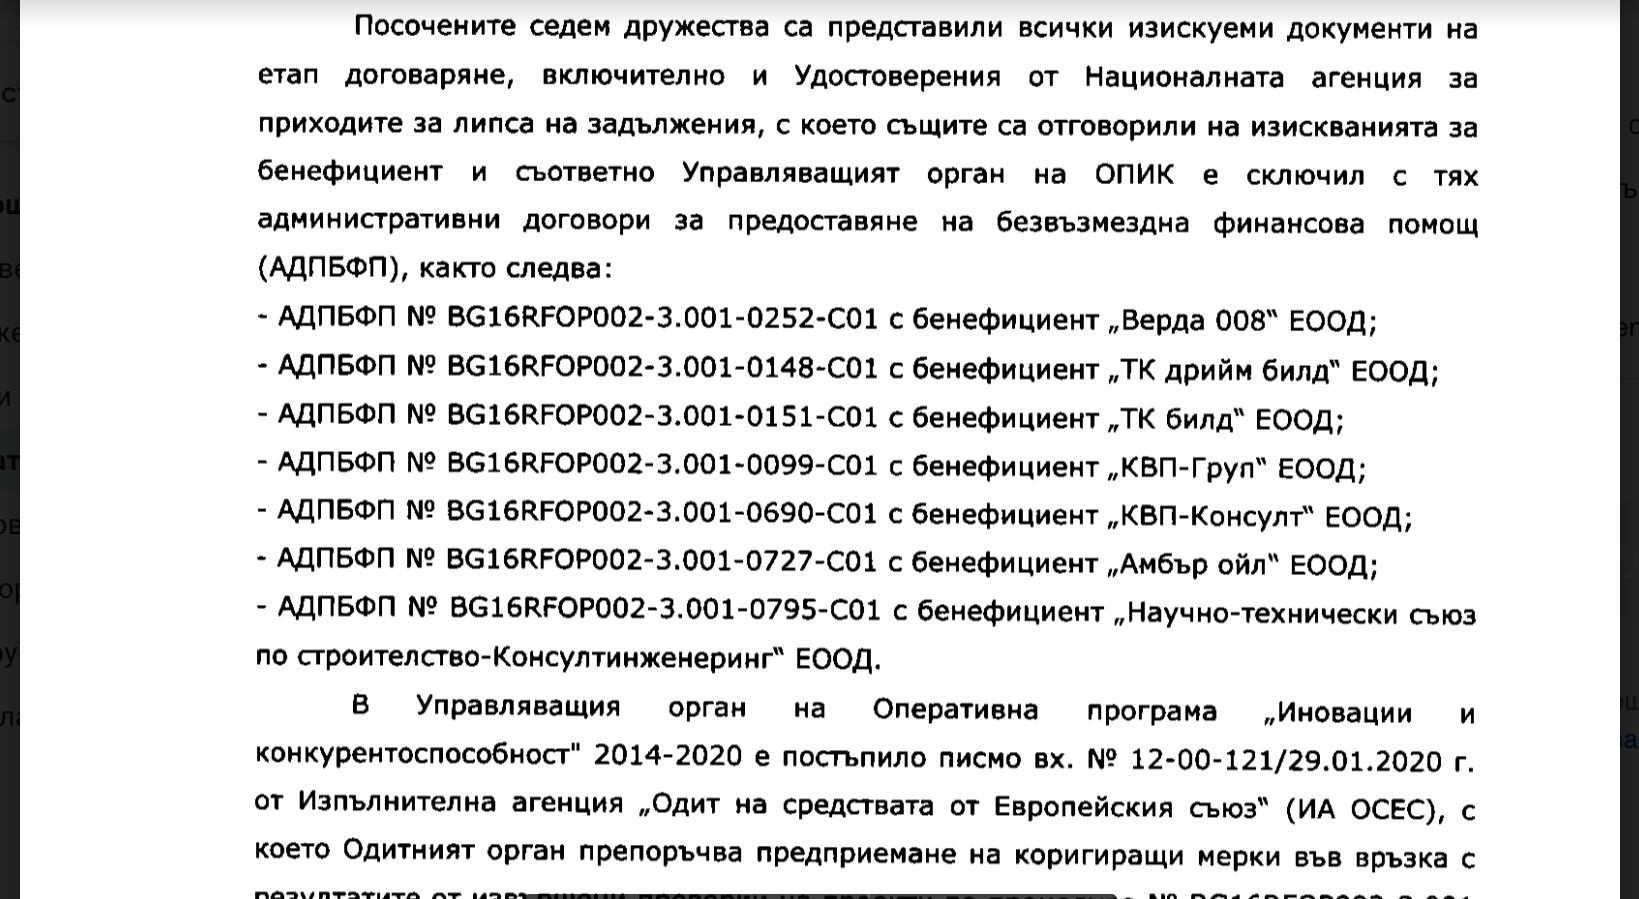 Посочените седем дружества са представили всички изискуеми документи на
етап договаряне, включително и Удостоверения от Националната агенция за
приходите за липса на задължения, с което същите са отговорили на изискванията за
бенефициент и съответно Управляващият орган на ОПИК е сключил с тях
административни договори за предоставяне на безвъзмездна финансова помощ
(АДПБФП), както следва:
- АДПБФП № BG16RFOP002-3.001-0252-C01 с бенефициент „Верда 008“ ЕООД;
- АДПБФП № BG16RFOP002-3.001-0148-C01 с бенефициент „ТК дрийм билд“ ЕООД;
- АДПБФП № BG16RFOP002-3.001-0151-C01 с бенефициент „ТК билд“ ЕООД;
- АДПБФП № BG16RFOP002-3.001-0099-C01 с бенефициент „КВП-Груп“ ЕООД;
- АДПБФП № BG16RFOP002-3.001-0690-C01 с бенефициент „КВП-Консулт“ ЕООД;
- АДПБФП № BG16RFOP002-3.001-0727-C01 с бенефициент „Амбър ойл“ ЕООД;
- АДПБФП № BG16RFOP002-3.001-0795-C01 с бенефициент „Научно-технически съюз
по строителство-Консултинженеринг“ ЕООД.
В Управляващия орган на Оперативна програма „Иновации и
конкурентоспособност" 2014-2020 е постъпило писмо вх. № 12-00-121/29.01.2020 г.
от Изпълнителна агенция „Одит на средствата от Европейския съюз“ (ИА ОСЕС), с
което Одитният орган препоръчва предприемане на коригиращи мерки във връзка с
резултатите от